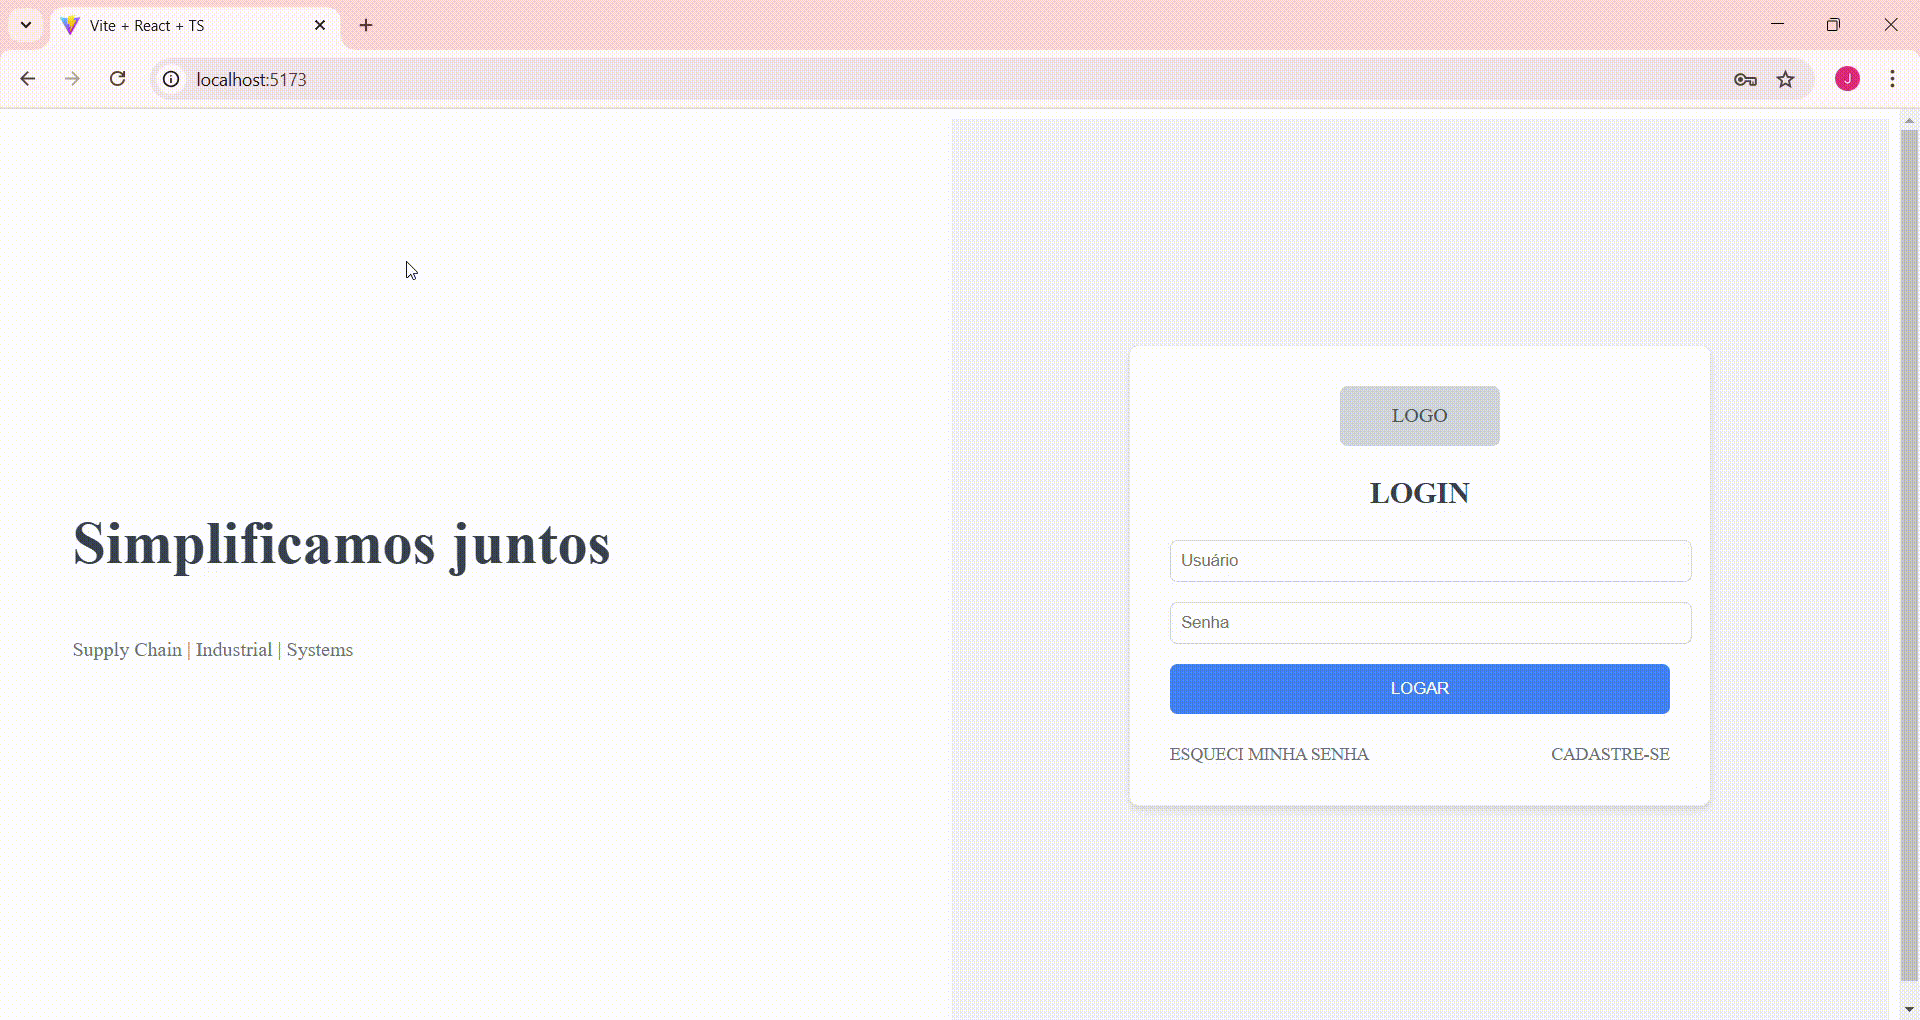 Vite + React + TS
localhost:5173
J
Simplificamos juntos
Supply Chain | Industrial | Systems
LOGO
LOGIN
Usuário
Senha
LOGAR
ESQUECI MINHA SENHA
CADASTRE-SE